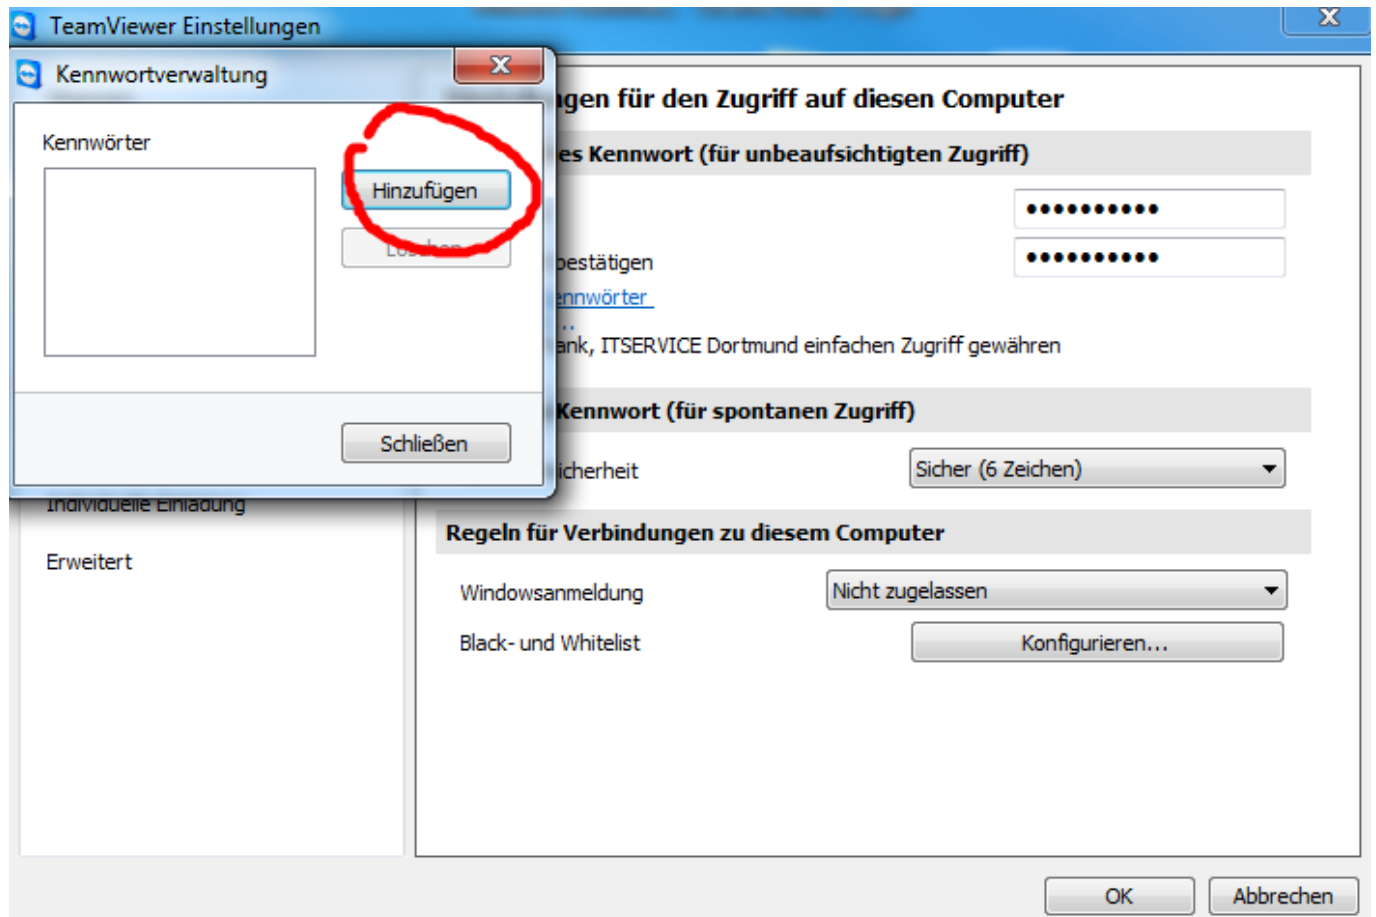 TeamViewer Einstellungen
Kennwortverwaltung
Kennwörter
Hinzufügen
Schließen
Individuelle Einladung
Erweitert
gen für den Zugriff auf diesen Computer
es Kennwort (für unbeaufsichtigten Zugriff)
bestätigen
ennwörter
..
ank, ITSERVICE Dortmund einfachen Zugriff gewähren
Kennwort (für spontanen Zugriff)
icherheit
Sicher (6 Zeichen)
Regeln für Verbindungen zu diesem Computer
Windowsanmeldung
Nicht zugelassen
Black- und Whitelist
Konfigurieren...
OK
Abbrechen